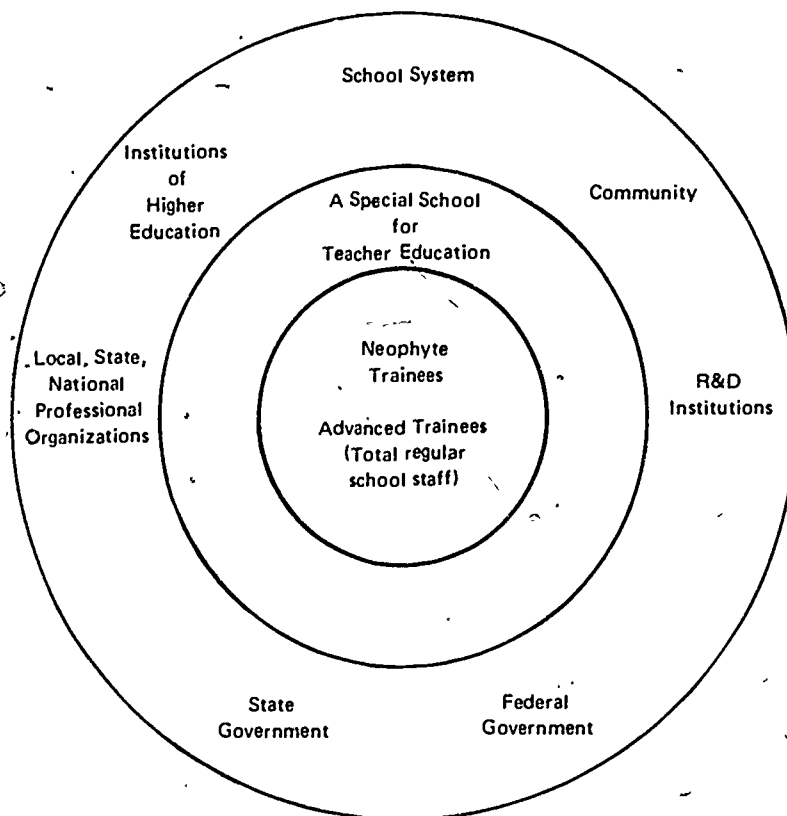 School System
Institutions
of
Higher
Education
Community
A Special School
for
Teacher Education
Local, State,
National
Professional
Organizations
Neophyte
Trainees
Advanced Trainees
(Total regular
school staff)
R&D
Institutions
State
Government
Federal
Government